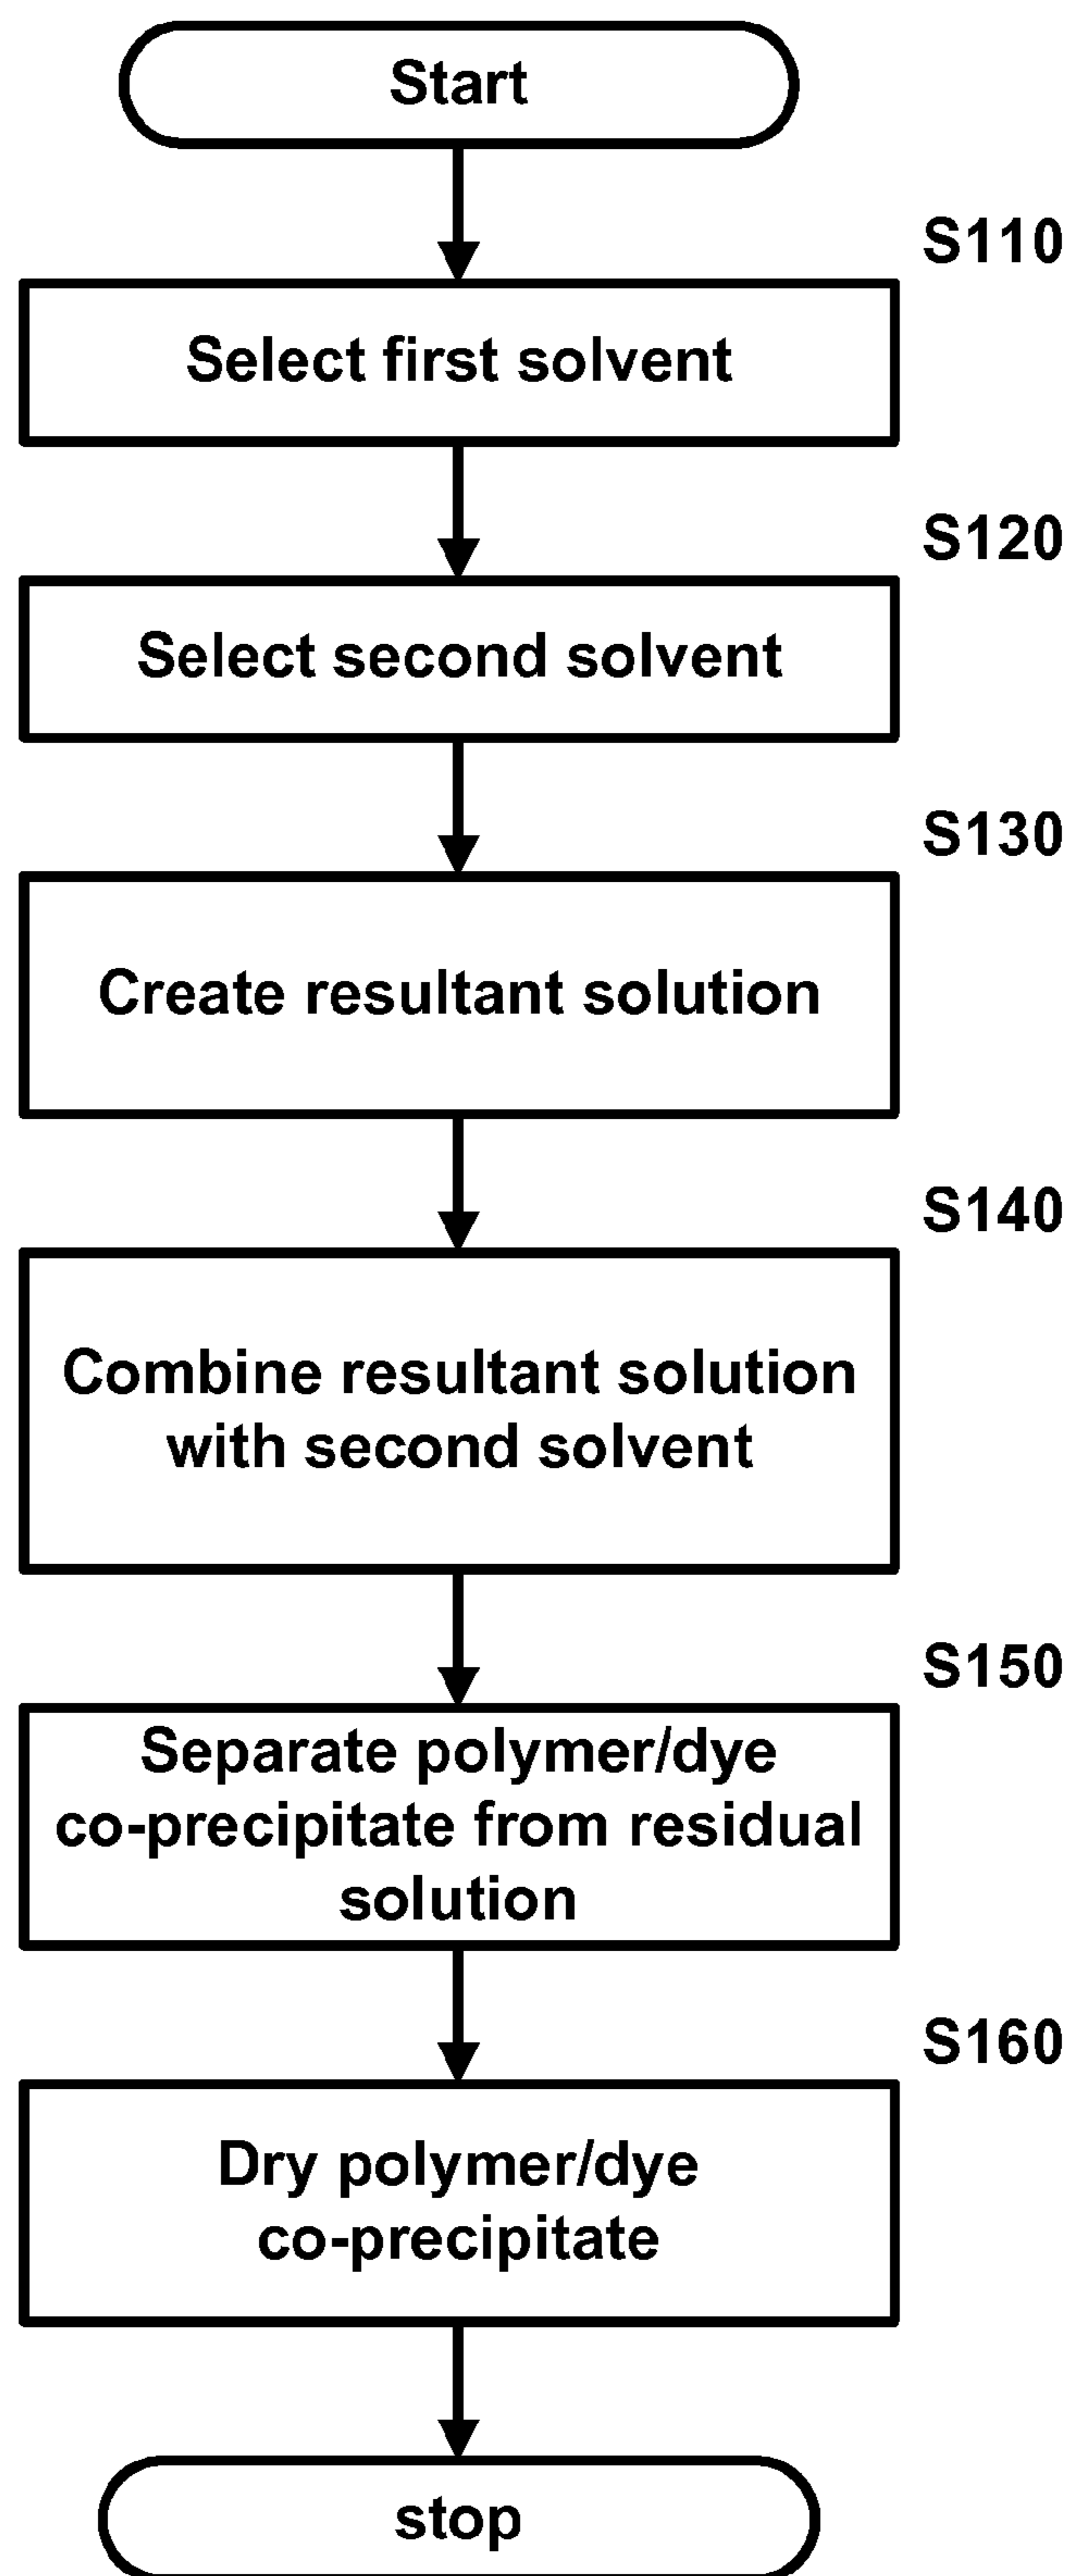 Start
S110
Select first solvent
S120
Select second solvent
S130
Create resultant solution
S140
Combine resultant solution
with second solvent
S150
Separate polymer/dye
co-precipitate from residual
solution
S160
Dry polymer/dye
co-precipitate
stop